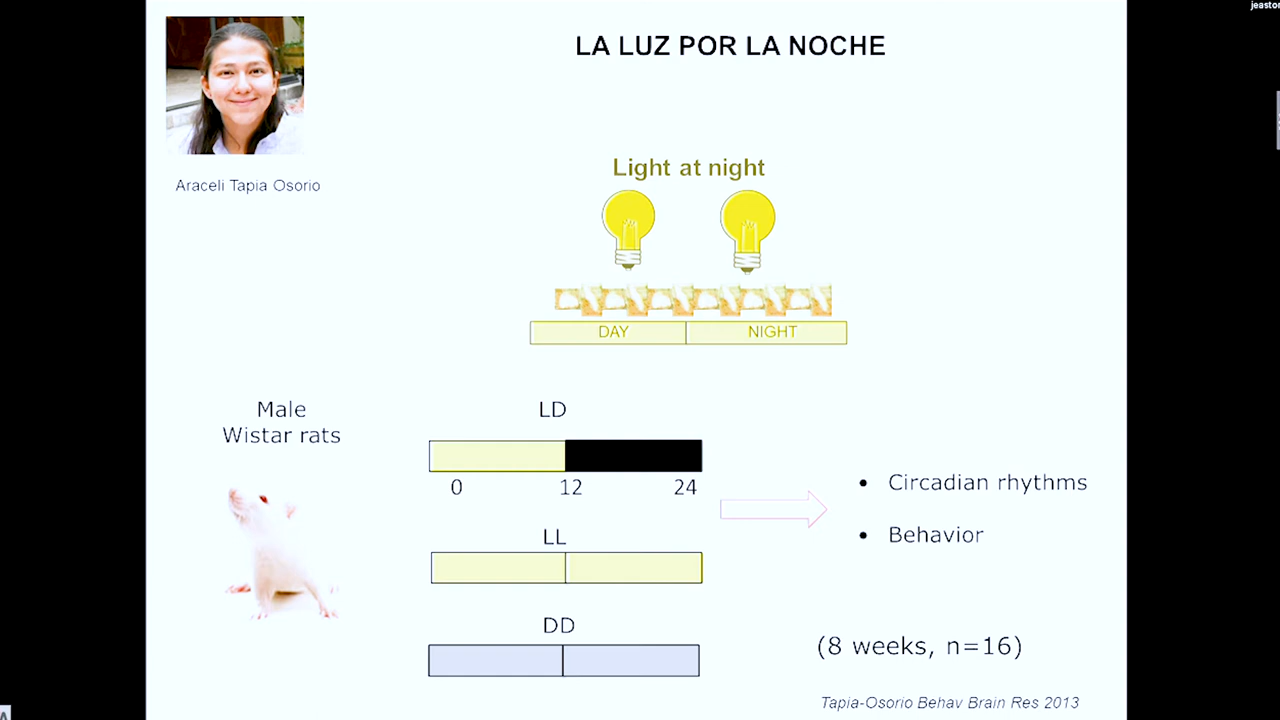 jeastor
LA LUZ POR LA NOCHE
Araceli Tapia Osorio
Light at night
DAY NIGHT
Male
Wistar rats
LD
0 12 24
LL
DD
• Circadian rhythms
• Behavior
(8 weeks, n=16)
Tapia-Osorio Behav Brain Res 2013
A